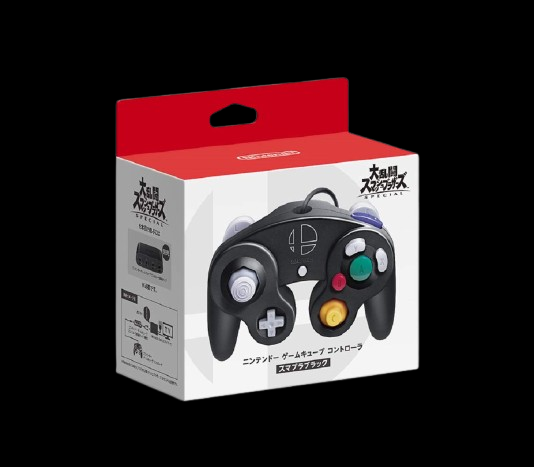 Nintendo
大乱闘
スマッシュブラザーズ
SPECIAL
大乱闘
スマッシュブラザーズ
SPECIAL
ニンテンドー ゲームキューブ コントローラ
スマブラブラック
TV